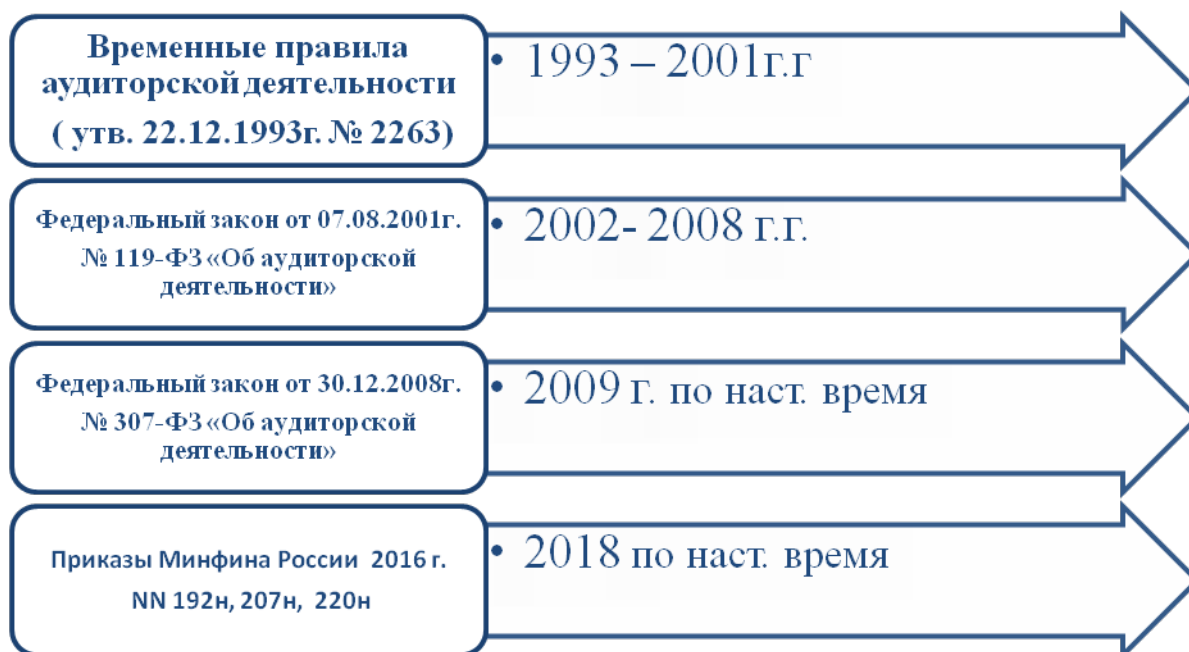 Временные правила
аудиторской деятельности
( утв. 22.12.1993г. № 2263)
• 1993 – 2001г.г
Федеральный закон от 07.08.2001г.
№ 119-ФЗ «Об аудиторской
деятельности»
• 2002- 2008 г.г.
Федеральный закон от 30.12.2008г.
№ 307-ФЗ «Об аудиторской
деятельности»
• 2009 г. по наст. время
Приказы Минфина России 2016 г.
NN 192н, 207н, 220н
• 2018 по наст. время